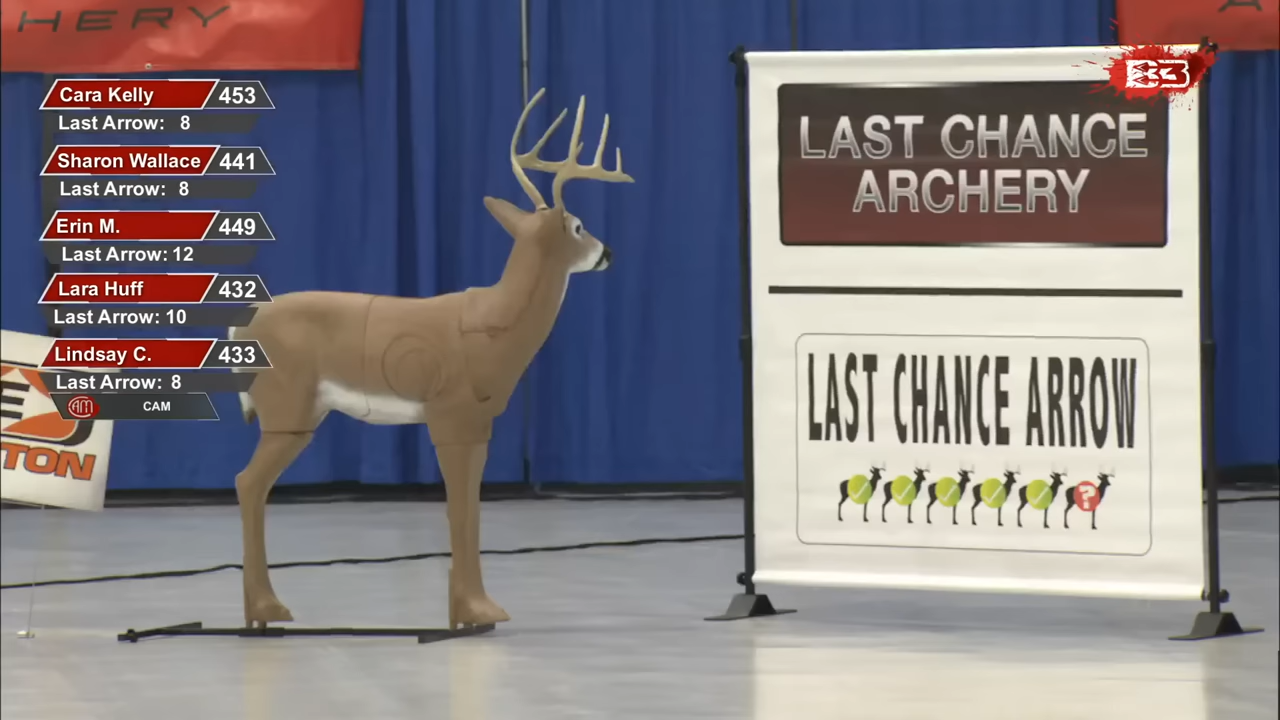 HERY
A
B3
Cara Kelly 453
Last Arrow: 8
Sharon Wallace 441
Last Arrow: 8
Erin M. 449
Last Arrow: 12
Lara Huff 432
Last Arrow: 10
Lindsay C. 433
Last Arrow: 8
AM CAM
E
TON
LAST CHANCE
ARCHERY
LAST CHANCE ARROW
?